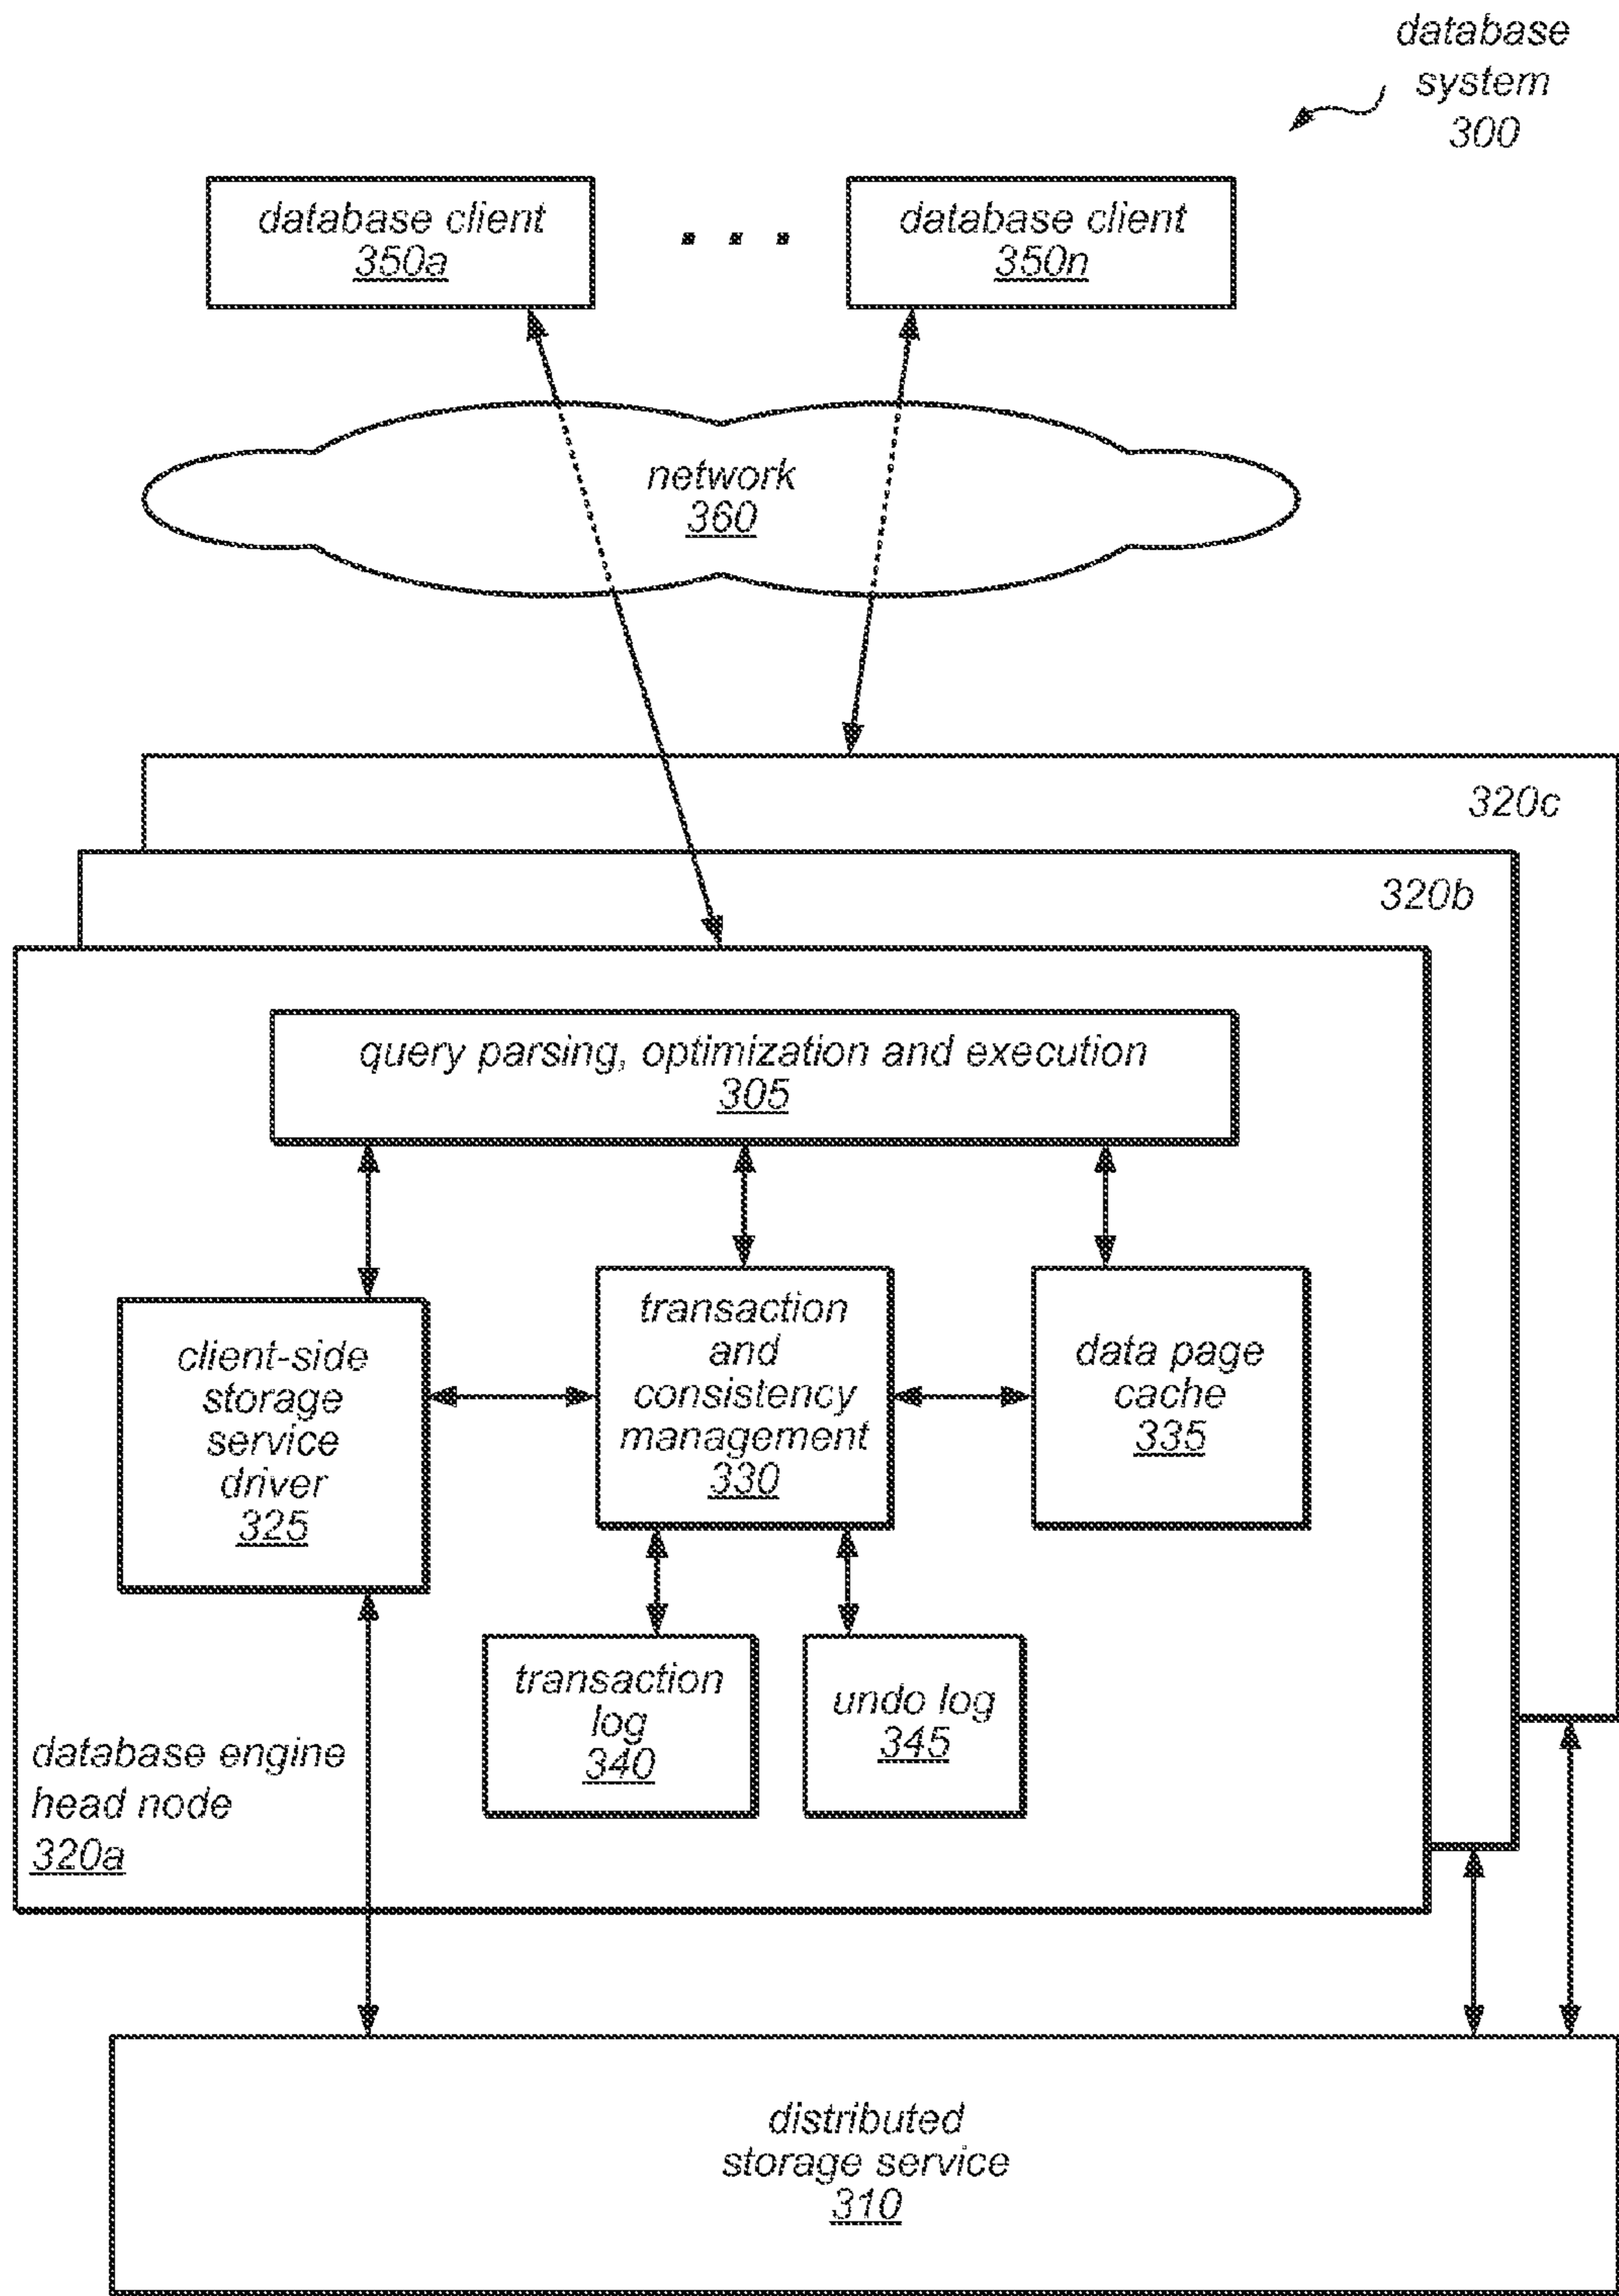 database
system
300
database client
350a
. . .
database client
350n
network
360
320c
320b
query parsing, optimization and execution
305
client-side
storage
service
driver
325
transaction
and
consistency
management
330
data page
cache
335
transaction
log
340
undo log
345
database engine
head node
320a
distributed
storage service
310